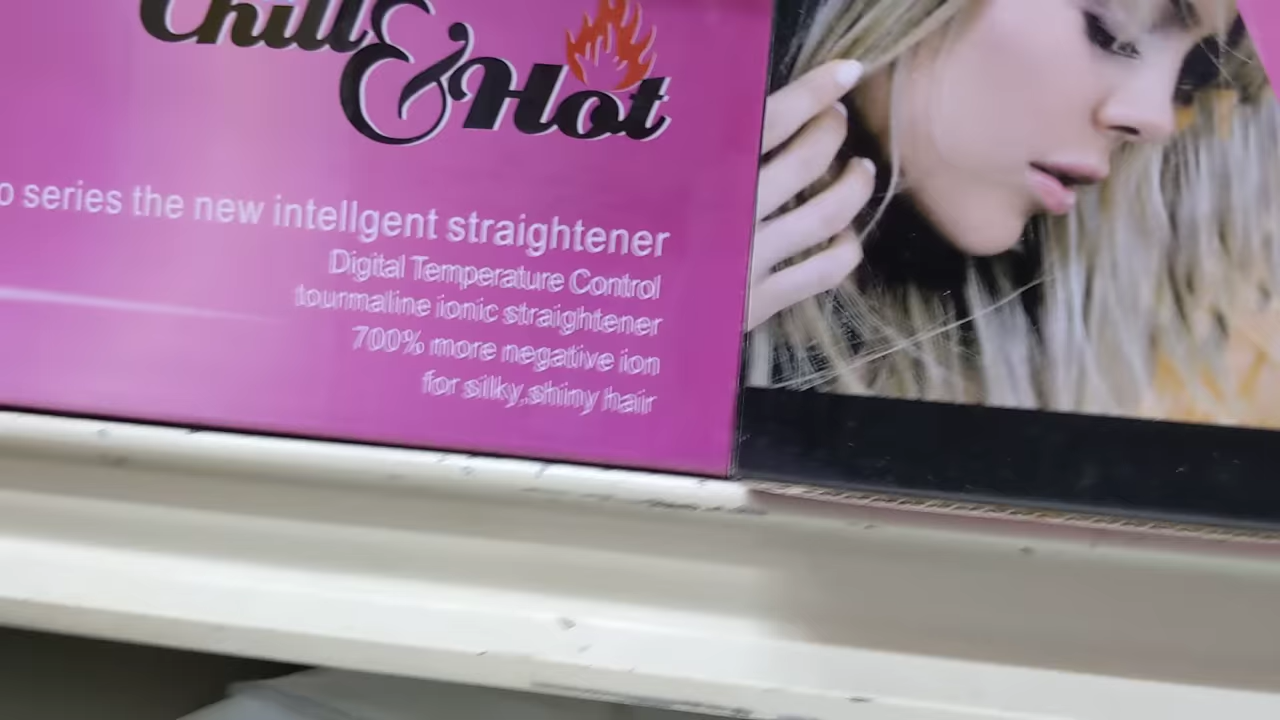 Chill
& Hot
o series the new intellgent straightener
Digital Temperature Control
tourmaline ionic straightener
700% more negative ion
for silky,shiny hair